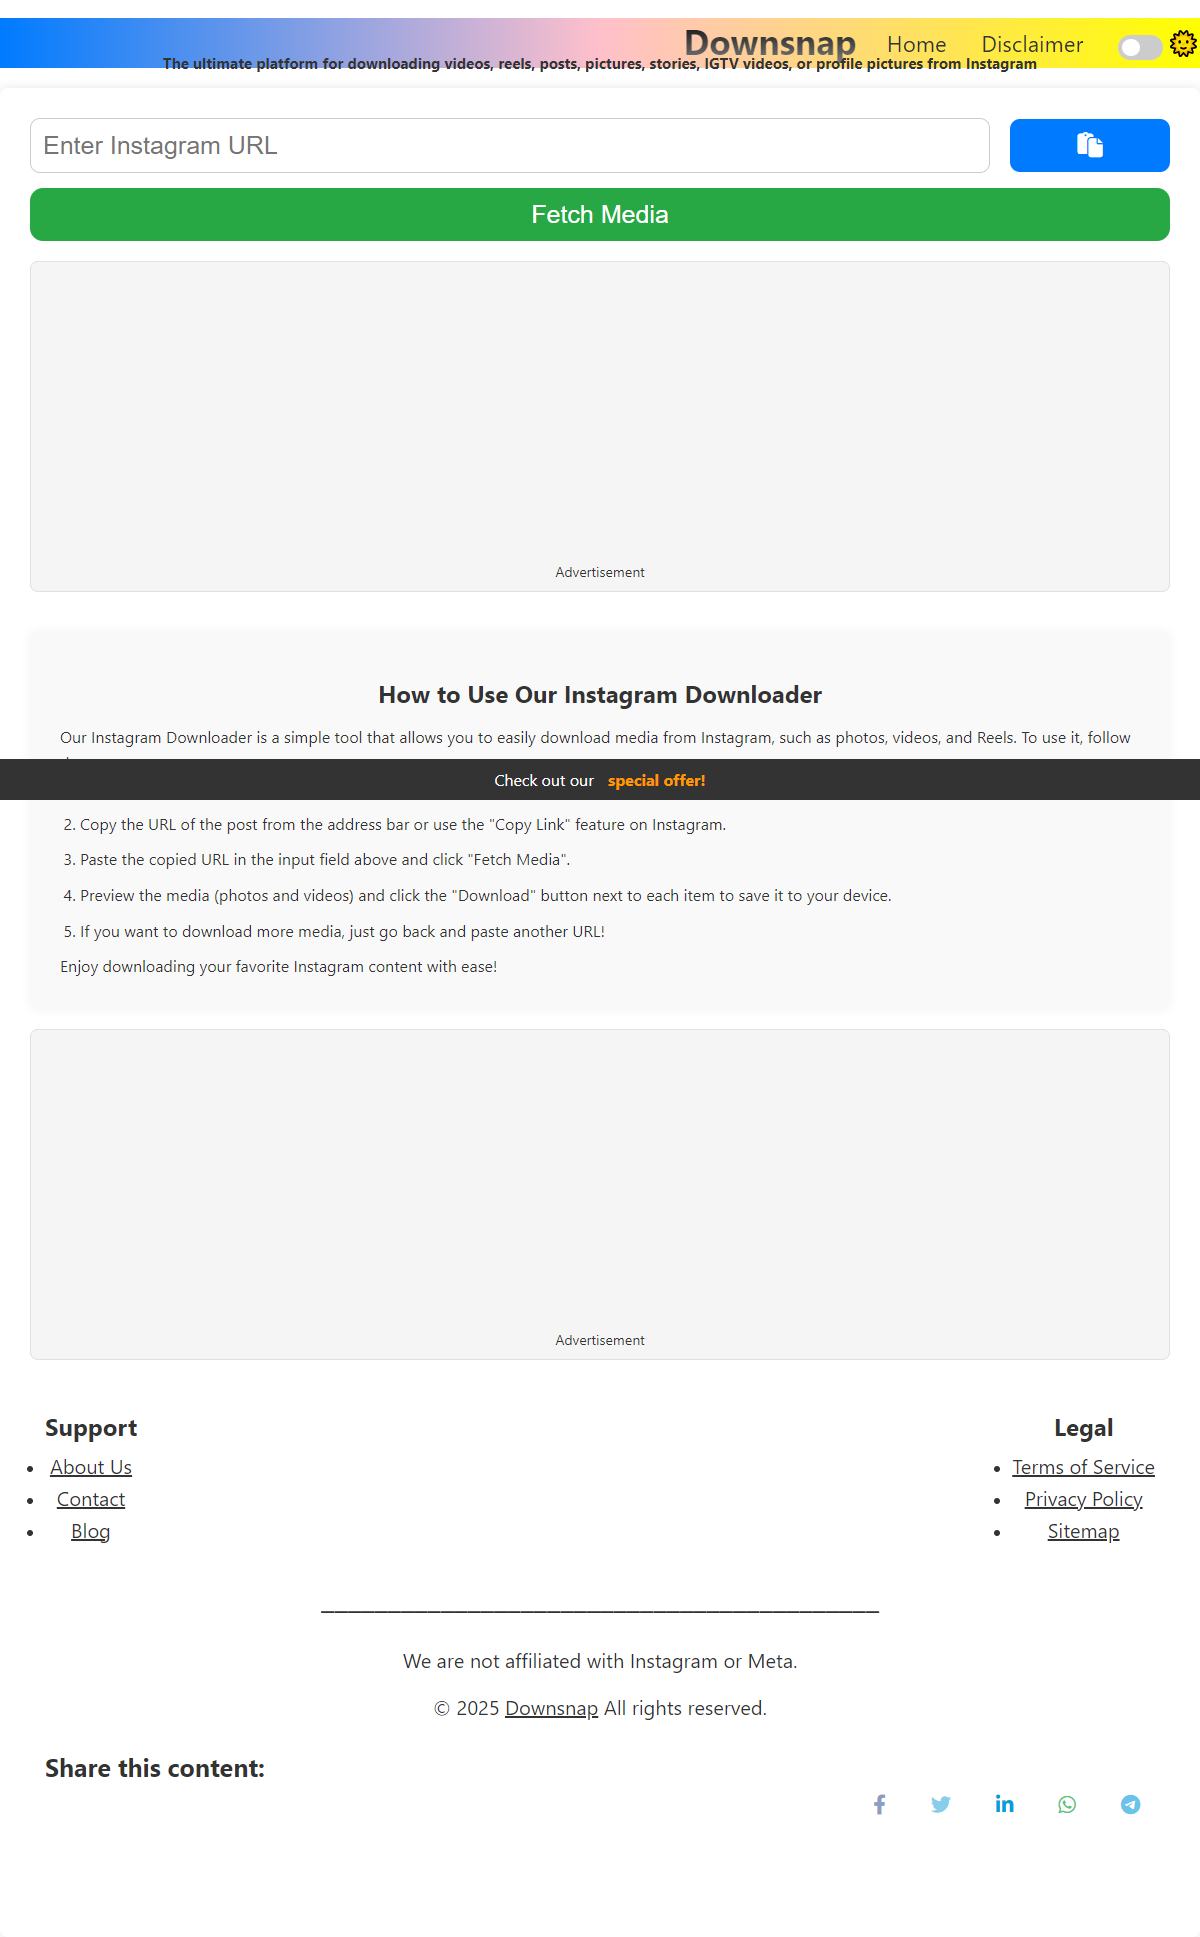 Downsnap Home Disclaimer
The ultimate platform for downloading videos, reels, posts, pictures, stories, IGTV videos, or profile pictures from Instagram
Enter Instagram URL
Fetch Media
Advertisement
How to Use Our Instagram Downloader
Our Instagram Downloader is a simple tool that allows you to easily download media from Instagram, such as photos, videos, and Reels. To use it, follow
Check out our special offer!
2. Copy the URL of the post from the address bar or use the "Copy Link" feature on Instagram.
3. Paste the copied URL in the input field above and click "Fetch Media".
4. Preview the media (photos and videos) and click the "Download" button next to each item to save it to your device.
5. If you want to download more media, just go back and paste another URL!
Enjoy downloading your favorite Instagram content with ease!
Advertisement
Support
• About Us
• Contact
• Blog
Legal
• Terms of Service
• Privacy Policy
• Sitemap
We are not affiliated with Instagram or Meta.
© 2025 Downsnap All rights reserved.
Share this content: